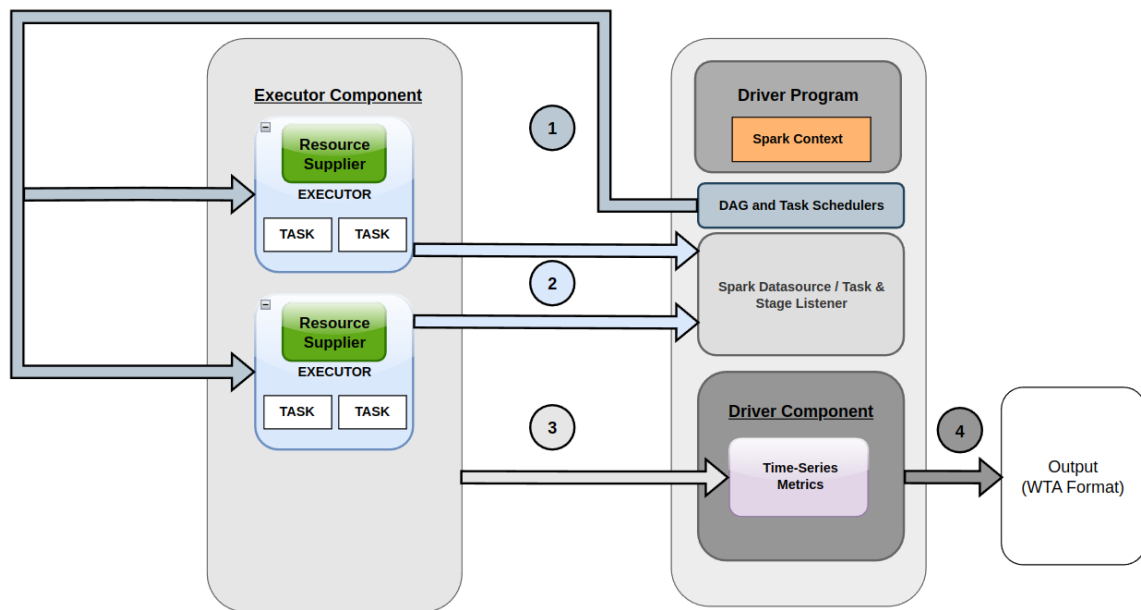 Executor Component
Resource
Supplier
EXECUTOR
TASK TASK
Resource
Supplier
EXECUTOR
TASK TASK
1
2
3
Driver Program
Spark Context
DAG and Task Schedulers
Spark Datasource / Task &
Stage Listener
Driver Component
Time-Series
Metrics
4
Output
(WTA Format)